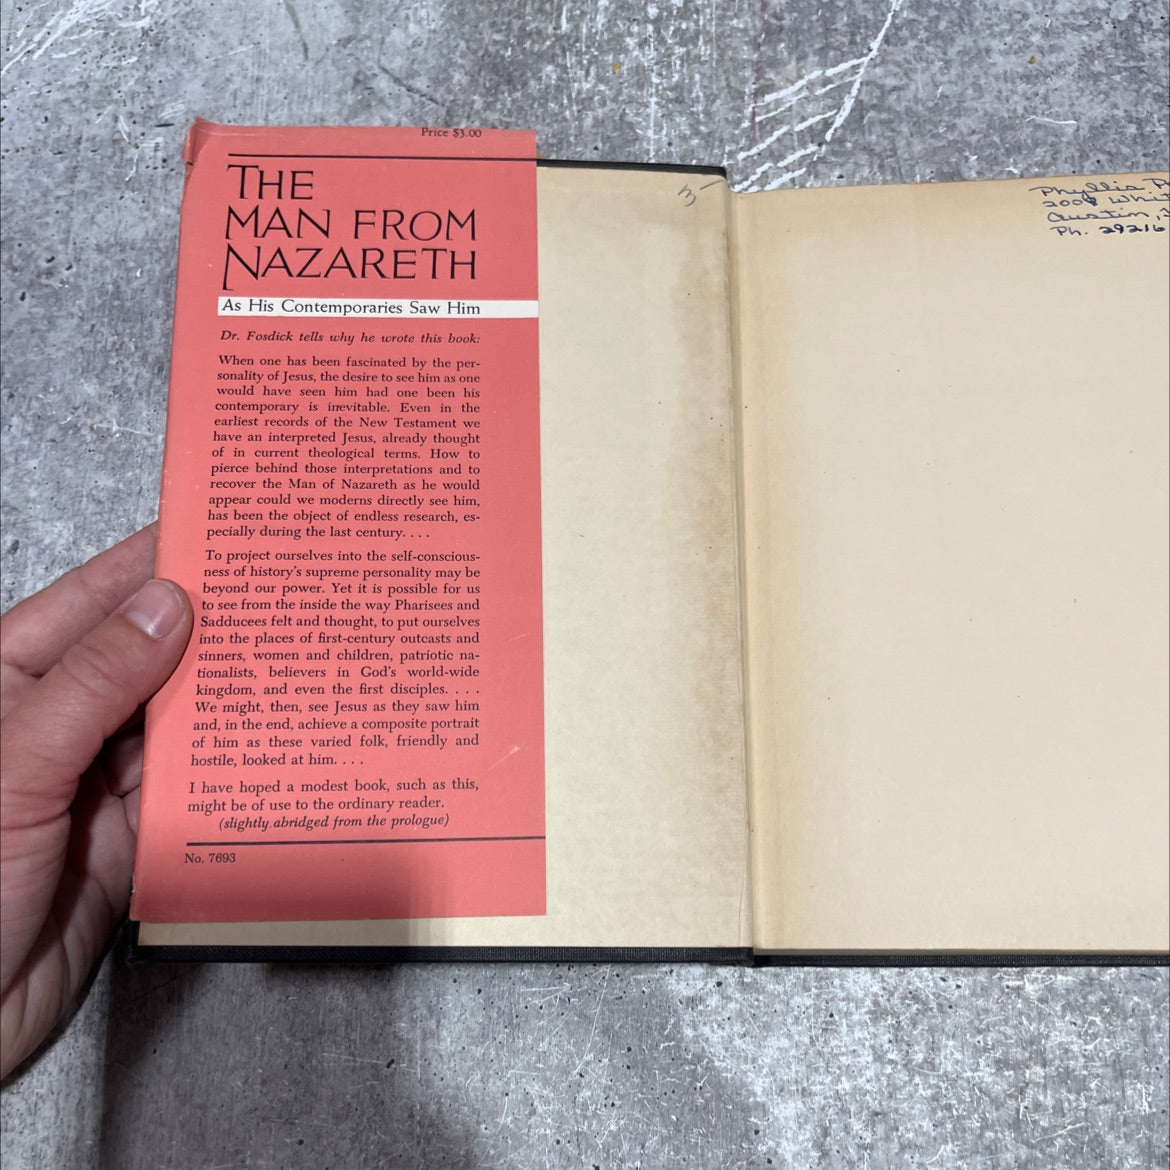 Price $3.00
THE
MAN FROM
NAZARETH
As His Contemporaries Saw Him
Dr. Fosdick tells why he wrote this book:
When one has been fascinated by the per-
sonality of Jesus, the desire to see him as one
would have seen him had one been his
contemporary is inevitable. Even in the
earliest records of the New Testament we
have an interpreted Jesus, already thought
of in current theological terms. How to
pierce behind those interpretations and to
recover the Man of Nazareth as he would
appear could we moderns directly see him,
has been the object of endless research, es-
pecially during the last century. . . .
To project ourselves into the self-conscious-
ness of history's supreme personality may be
beyond our power. Yet it is possible for us
to see from the inside the way Pharisees and
Sadducees felt and thought, to put ourselves
into the places of first-century outcasts and
sinners, women and children, patriotic na-
tionalists, believers in God's world-wide
kingdom, and even the first disciples. . . .
We might, then, see Jesus as they saw him
and, in the end, achieve a composite portrait
of him as these varied folk, friendly and
hostile, looked at him. . . .
I have hoped a modest book, such as this,
might be of use to the ordinary reader.
(slightly abridged from the prologue)
No. 7693
3-
Phyllis
Austin,
Ph. 29216